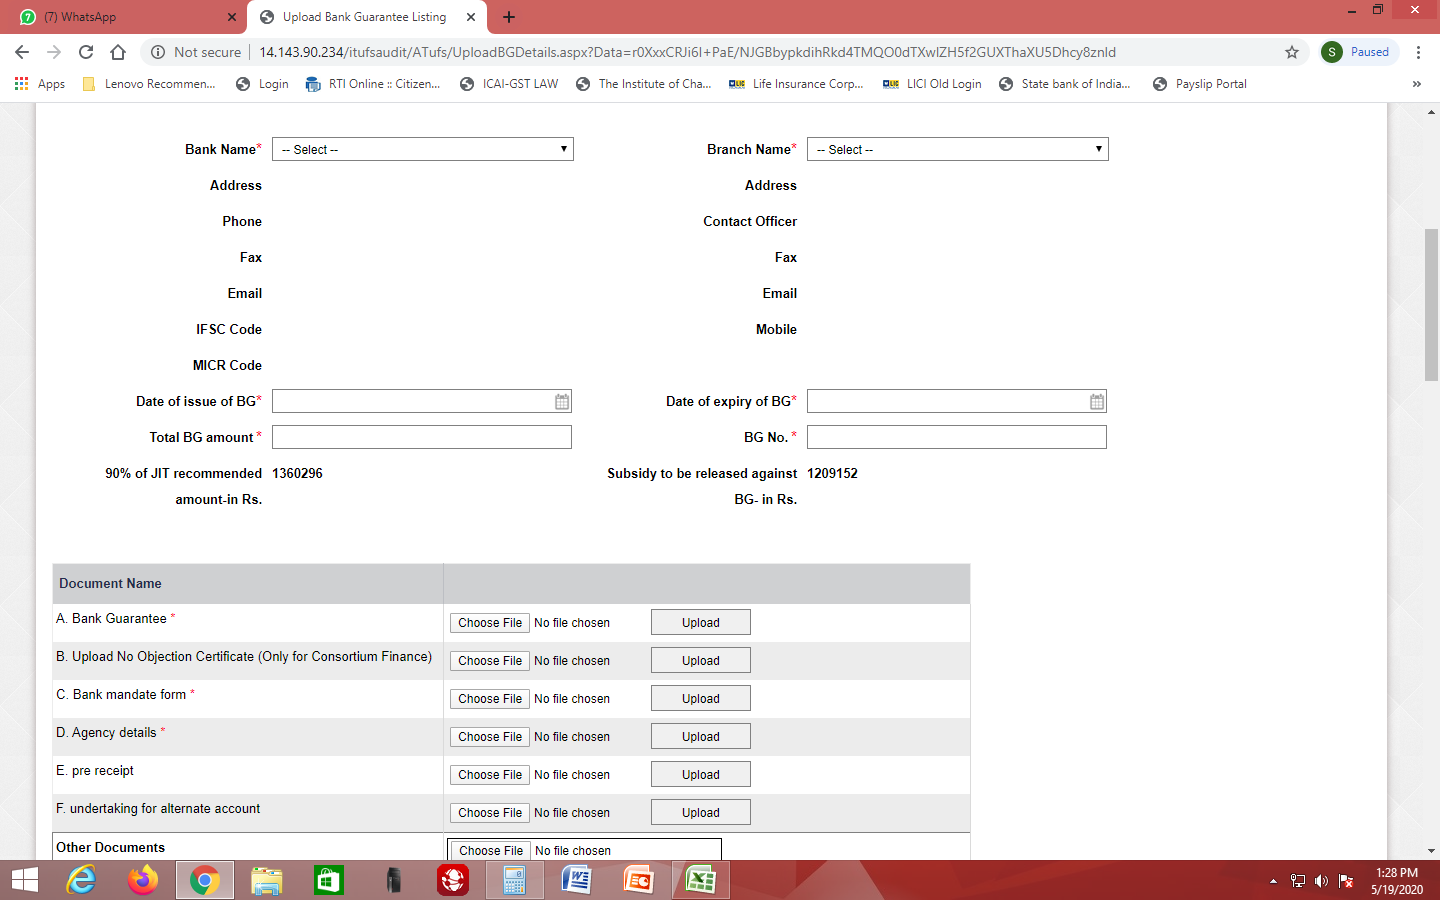 (7) WhatsApp
Upload Bank Guarantee Listing
Not secure
14.143.90.234/itufsaudit/ATufs/UploadBGDetails.aspx?Data=r0XxxCRJi6I+PaE/NJGBbypkdihRkd4TMQO0dTXwIZH5f2GUXThaXU5Dhcy8znld
S Paused
Apps Lenovo Recommen... Login RTI Online :: Citizen... ICAI-GST LAW The Institute of Cha... Life Insurance Corp... LICI Old Login State bank of India... Payslip Portal »
Bank Name* -- Select -- Branch Name* -- Select --
Address Address
Phone Contact Officer
Fax Fax
Email Email
IFSC Code Mobile
MICR Code
Date of issue of BG* Date of expiry of BG*
Total BG amount * BG No. *
90% of JIT recommended 1360296 Subsidy to be released against 1209152
amount-in Rs. BG- in Rs.
Document Name
A. Bank Guarantee * Choose File No file chosen Upload
B. Upload No Objection Certificate (Only for Consortium Finance) Choose File No file chosen Upload
C. Bank mandate form * Choose File No file chosen Upload
D. Agency details * Choose File No file chosen Upload
E. pre receipt Choose File No file chosen Upload
F. undertaking for alternate account Choose File No file chosen Upload
Other Documents Choose File No file chosen
1:28 PM
5/19/2020